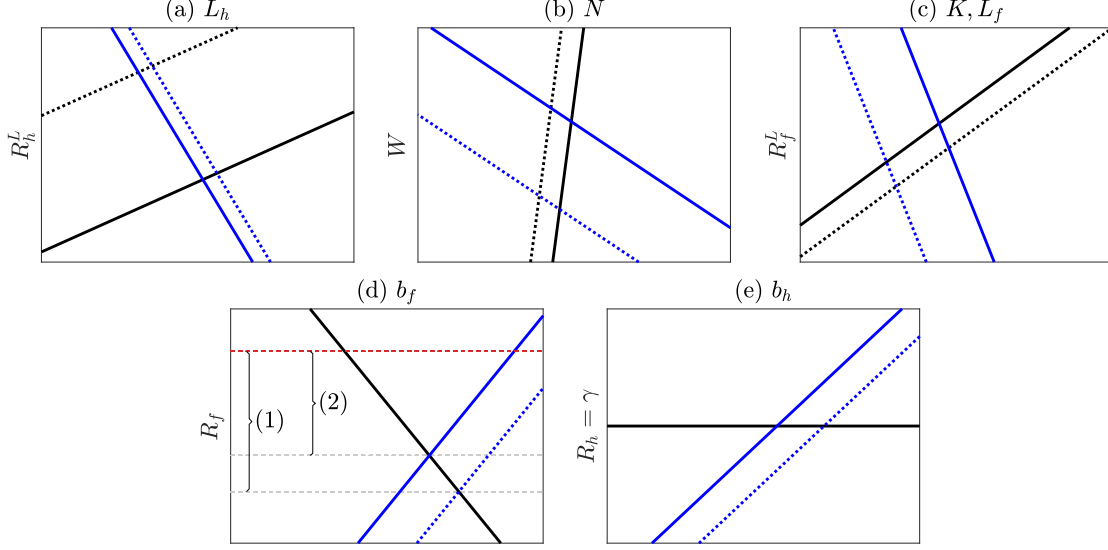 (a) L_h
(b) N
(c) K, L_f
R_h^L
W
R_f^L
(d) b_f
(e) b_h
R_f
(1)
(2)
R_h = γ